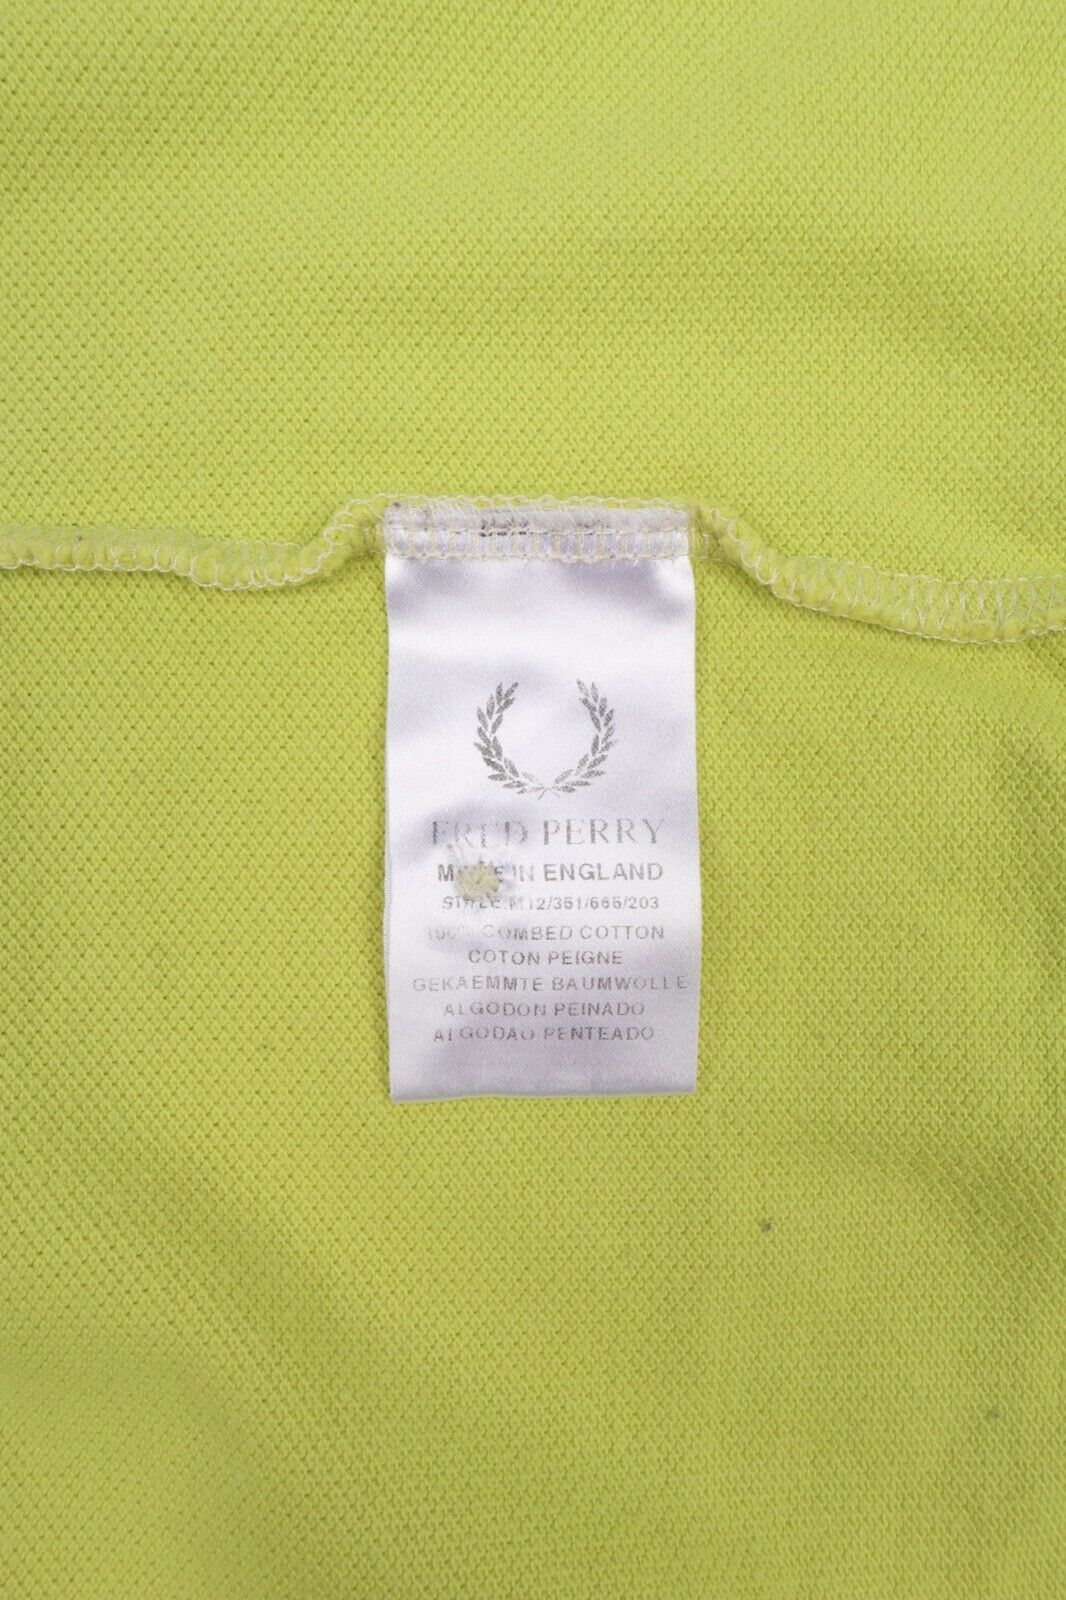 FRED PERRY
MADE IN ENGLAND
STYLE M12/351/666/203
100% COMBED COTTON
COTON PEIGNE
GEKAEMMTE BAUMWOLLE
ALGODON PEINADO
ALGODAO PENTEADO